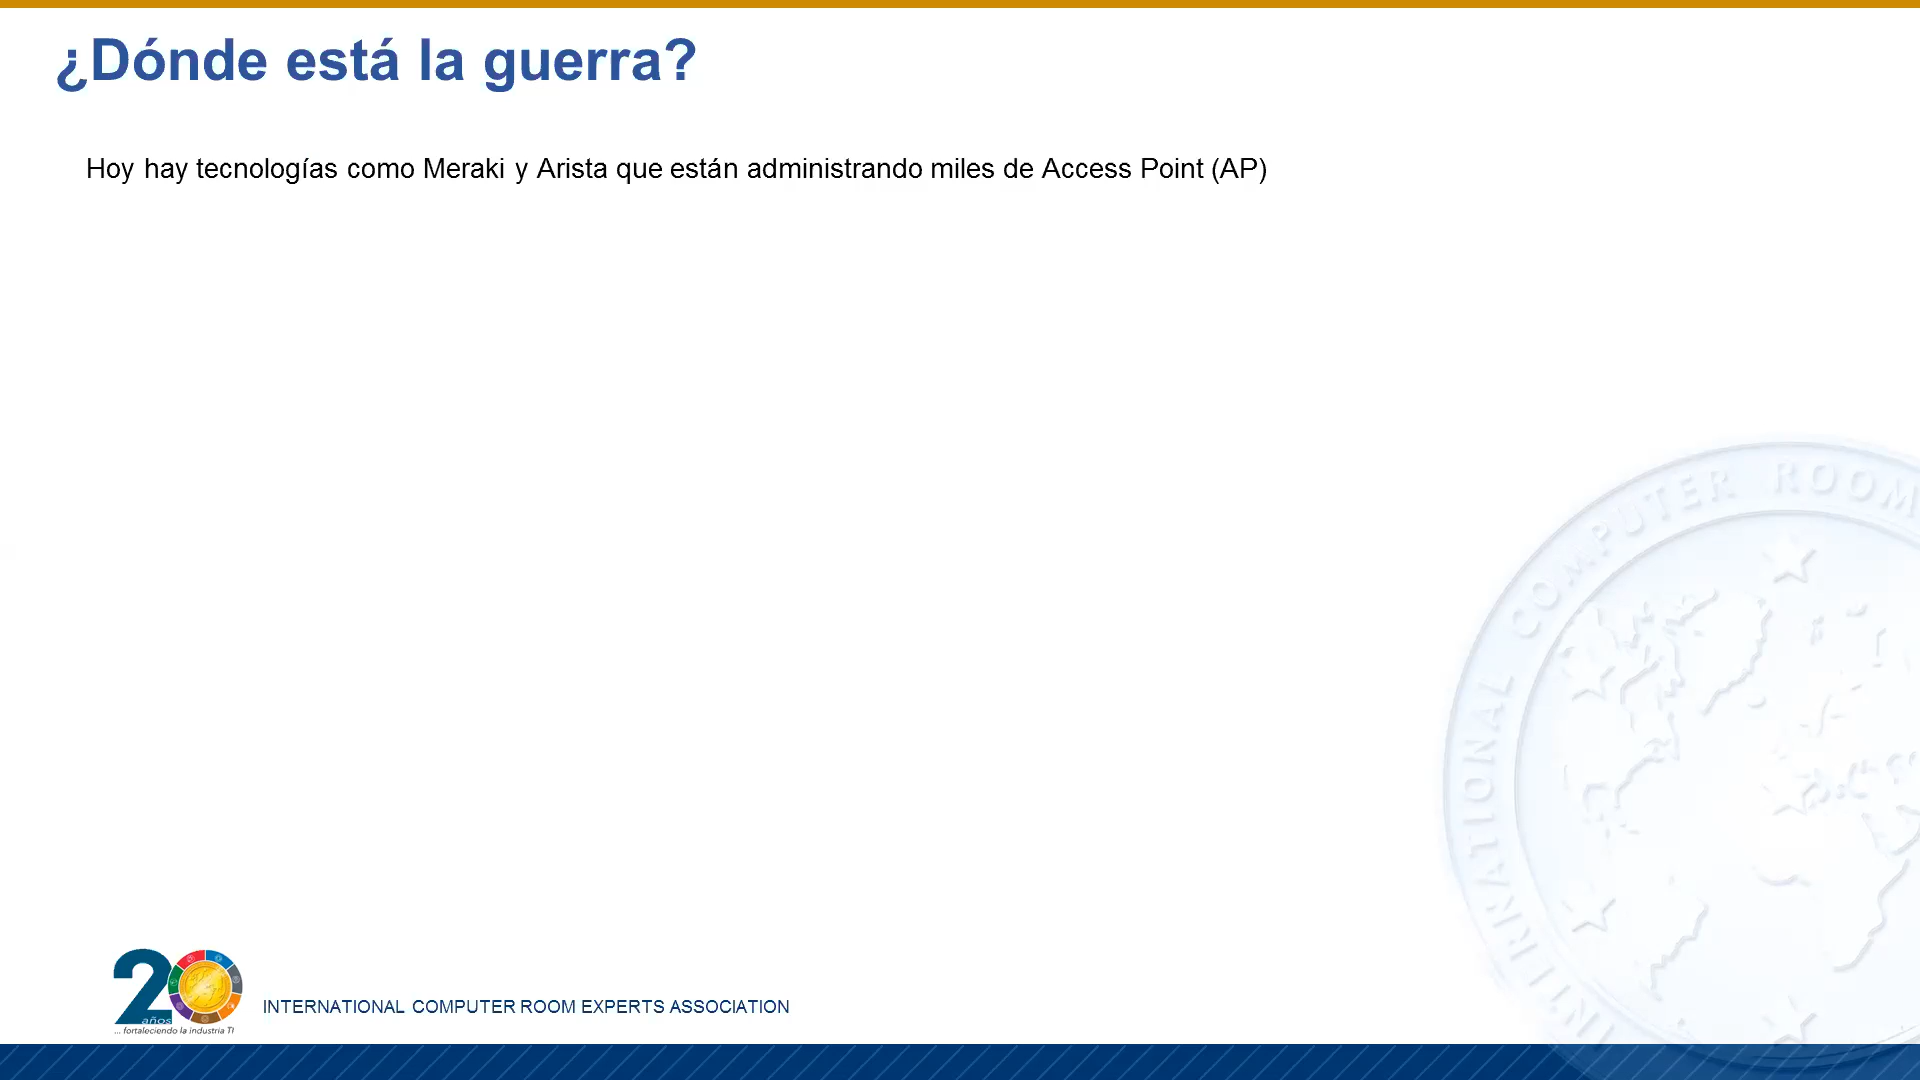 ¿Dónde está la guerra?
Hoy hay tecnologías como Meraki y Arista que están administrando miles de Access Point (AP)
INTERNATIONAL COMPUTER ROOM
20
años
... fortaleciendo la industria TI
INTERNATIONAL COMPUTER ROOM EXPERTS ASSOCIATION